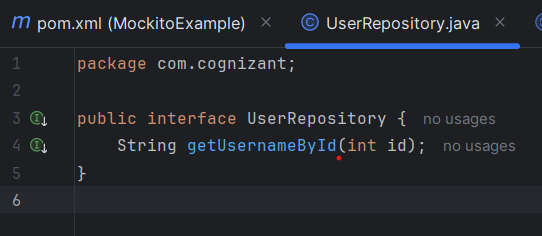 m pom.xml (MockitoExample) × © UserRepository.java ×
1 package com.cognizant;
2
3 public interface UserRepository { no usages
4     String getUsernameById(int id); no usages
5 }
6